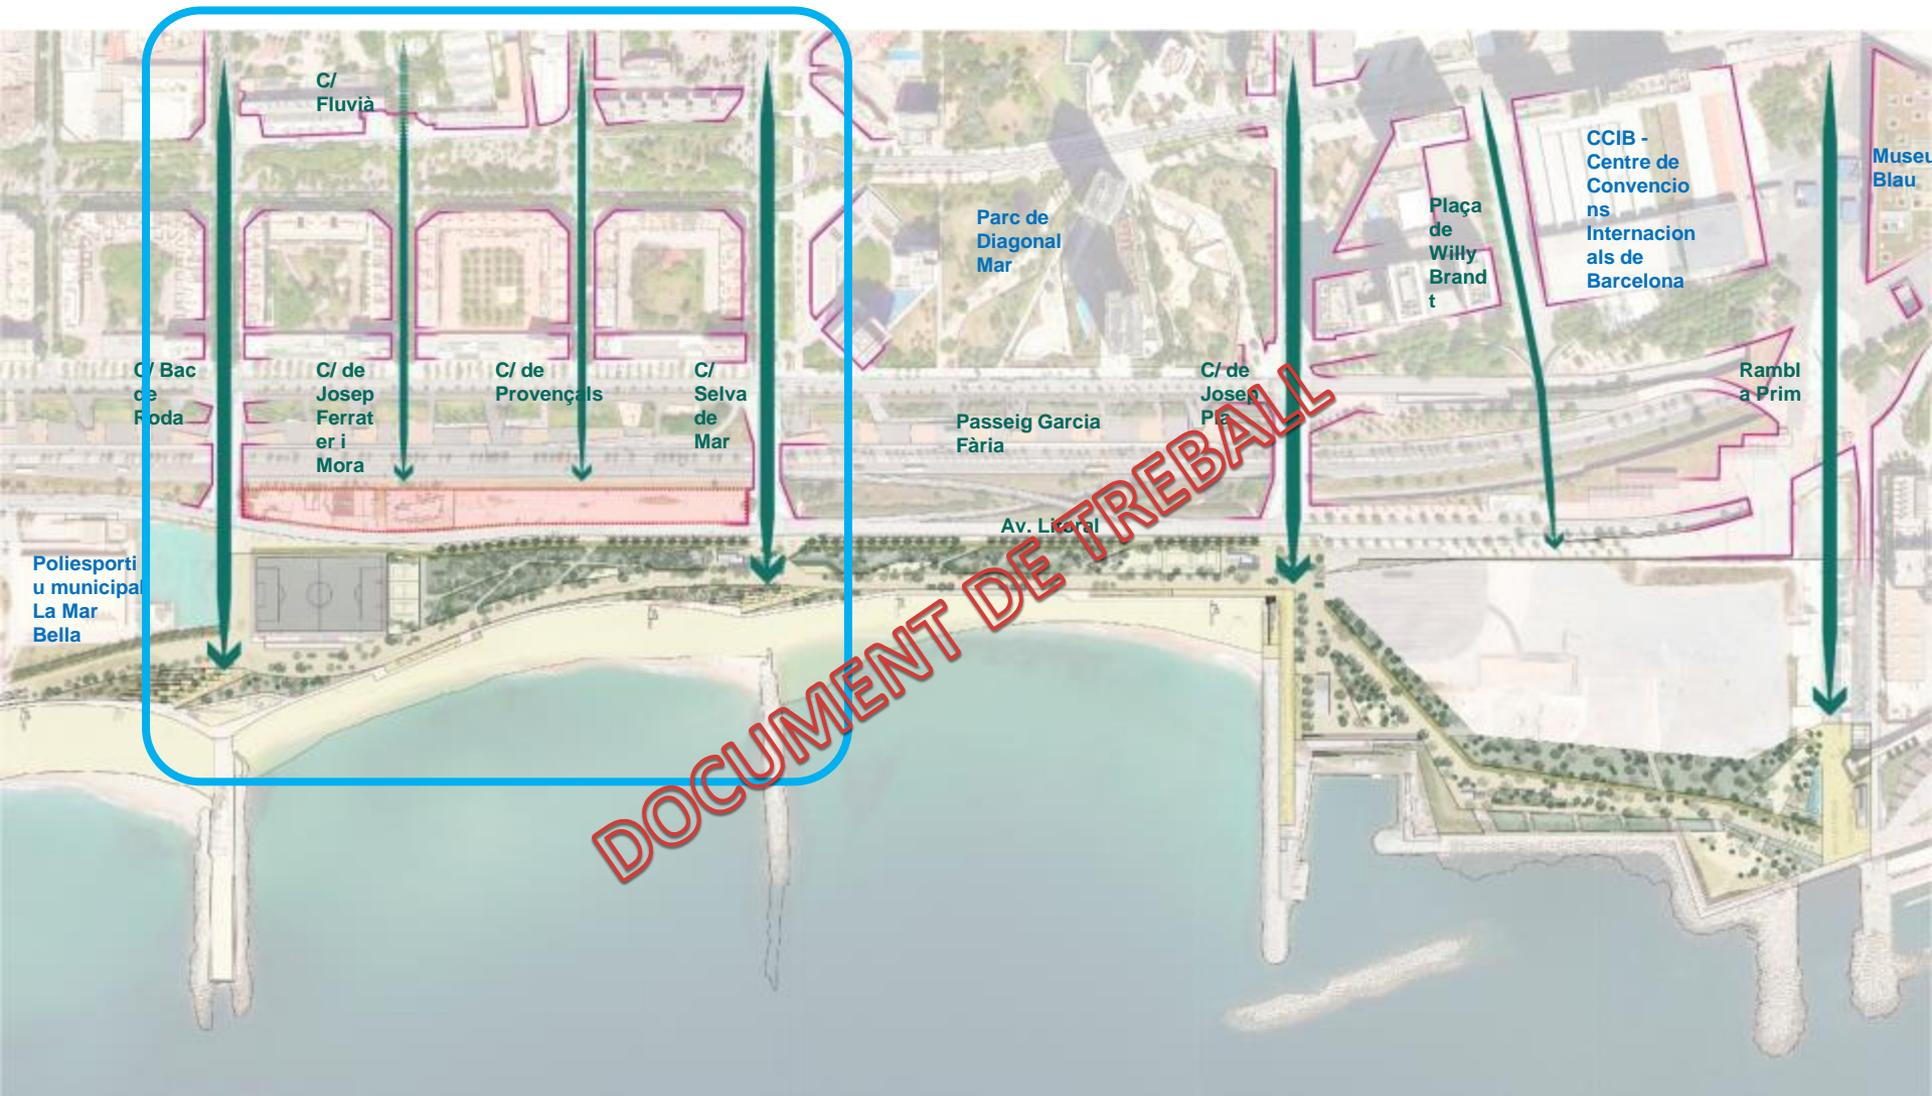 C/
Fluvià
CCIB -
Centre de
Convencio
ns
Internacion
als de
Barcelona
Museu
Blau
Plaça
de
Willy
Brand
t
Parc de
Diagonal
Mar
C/ Bac
de
Roda
C/ de
Josep
Ferrat
er i
Mora
C/ de
Provençals
C/
Selva
de
Mar
Passeig Garcia
Fària
C/ de
Josep
Pla
Rambl
a Prim
Av. Litoral
Poliesporti
u municipal
La Mar
Bella
DOCUMENT DE TREBALL